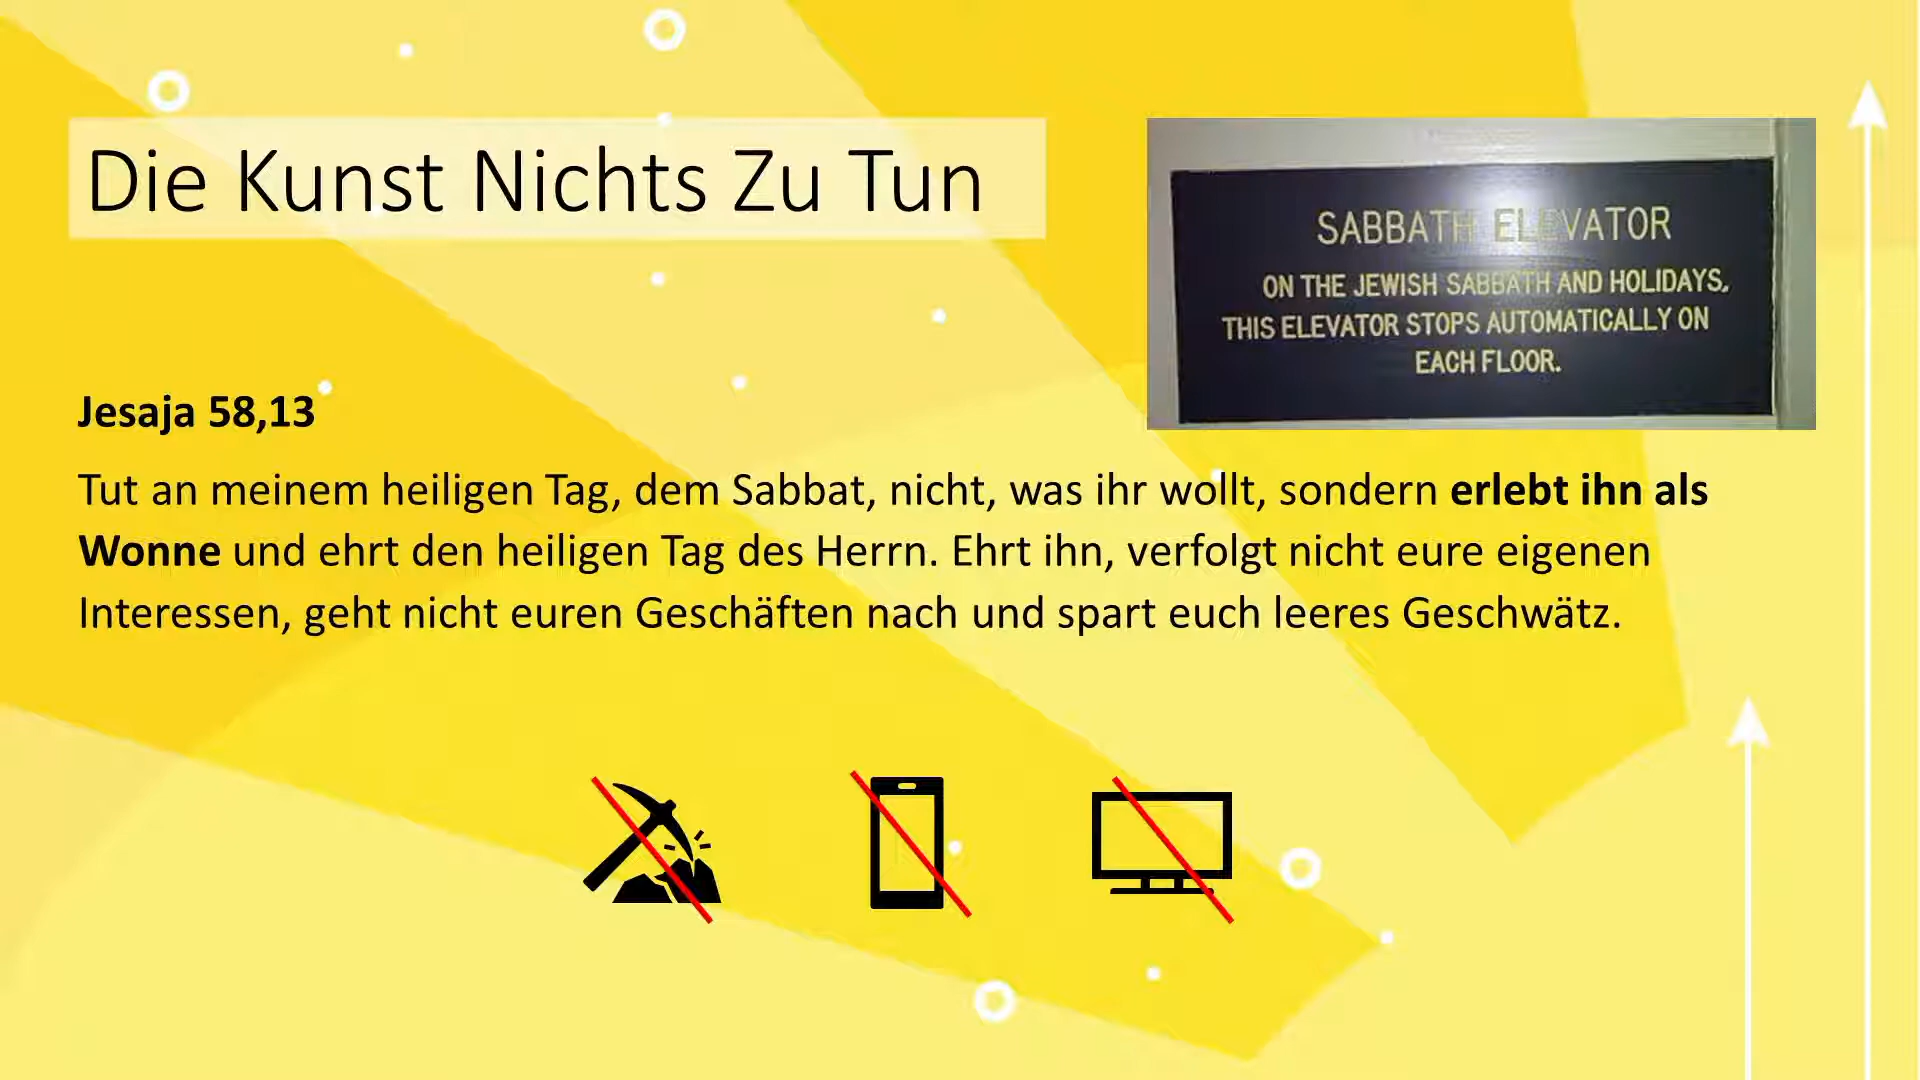 Die Kunst Nichts Zu Tun
SABBATH ELEVATOR
ON THE JEWISH SABBATH AND HOLIDAYS,
THIS ELEVATOR STOPS AUTOMATICALLY ON
EACH FLOOR.
Jesaja 58,13
Tut an meinem heiligen Tag, dem Sabbat, nicht, was ihr wollt, sondern erlebt ihn als
Wonne und ehrt den heiligen Tag des Herrn. Ehrt ihn, verfolgt nicht eure eigenen
Interessen, geht nicht euren Geschäften nach und spart euch leeres Geschwätz.